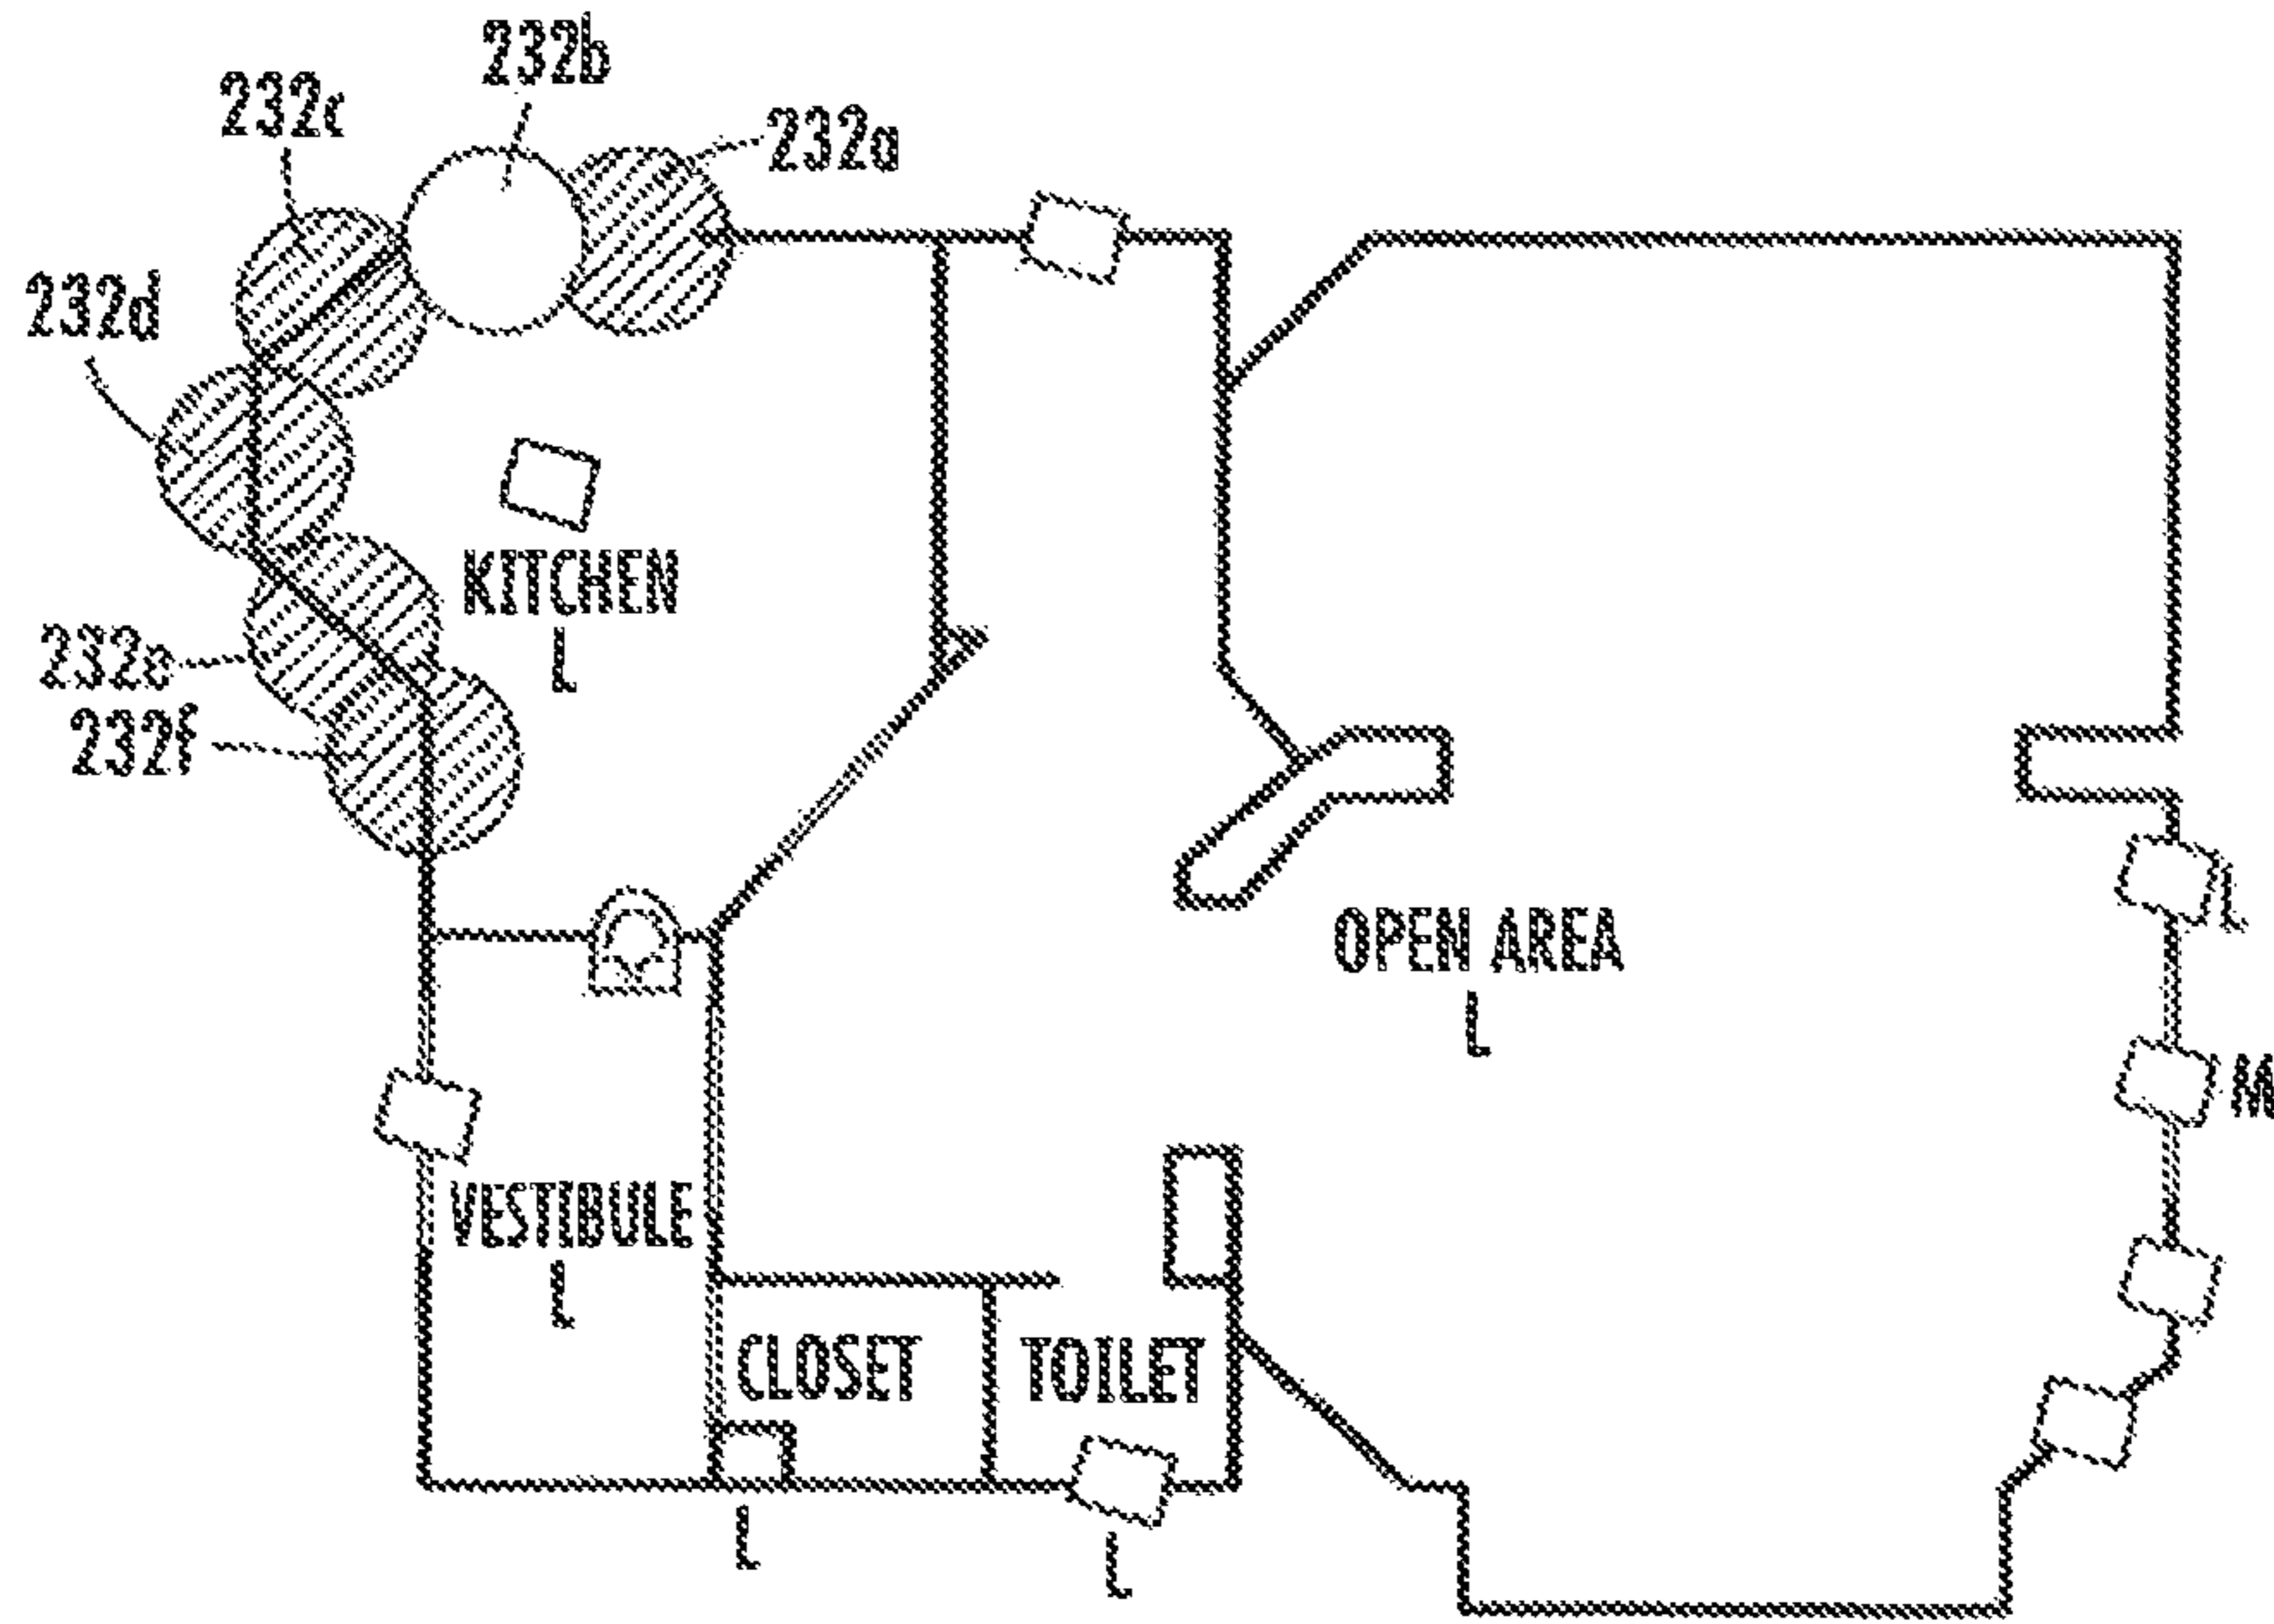 232b
232c
232a
232d
KITCHEN
L
232e
232f
L
OPEN AREA
L
M
VESTIBULE
L
CLOSET
TOILET
L
L